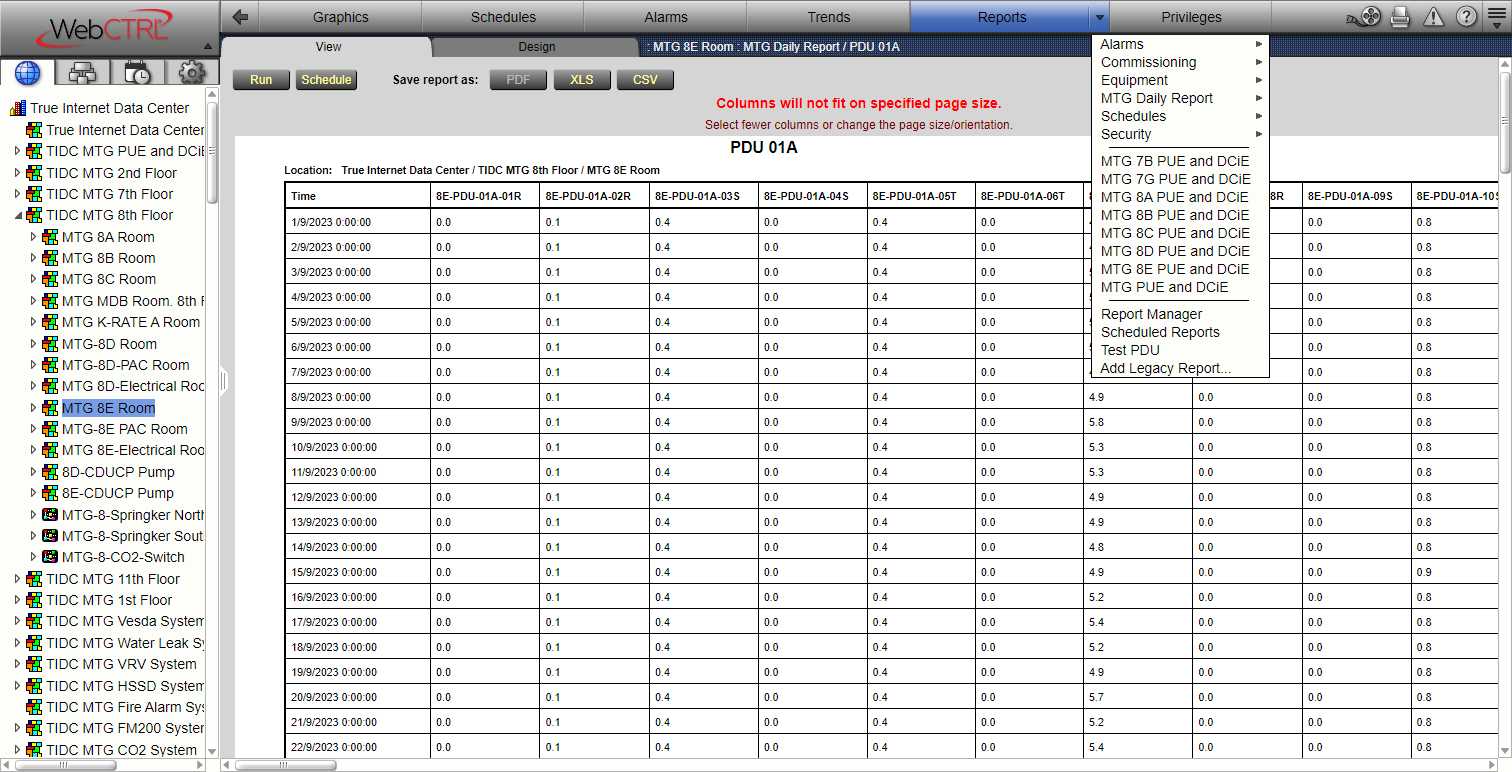 WebCTRL
Graphics
Schedules
Alarms
Trends
Reports
Privileges
View
Design
: MTG 8E Room : MTG Daily Report / PDU 01A
Run
Schedule
Save report as:
PDF
XLS
CSV
Columns will not fit on specified page size.
Select fewer columns or change the page size/orientation.
Alarms
Commissioning
Equipment
MTG Daily Report
Schedules
Security
MTG 7B PUE and DCiE
MTG 7G PUE and DCiE
MTG 8A PUE and DCiE
MTG 8B PUE and DCiE
MTG 8C PUE and DCiE
MTG 8D PUE and DCiE
MTG 8E PUE and DCiE
MTG PUE and DCiE
Report Manager
Scheduled Reports
Test PDU
Add Legacy Report...
True Internet Data Center
True Internet Data Center
TIDC MTG PUE and DCiE
TIDC MTG 2nd Floor
TIDC MTG 7th Floor
TIDC MTG 8th Floor
MTG 8A Room
MTG 8B Room
MTG 8C Room
MTG MDB Room. 8th F
MTG K-RATE A Room
MTG-8D Room
MTG-8D-PAC Room
MTG 8D-Electrical Roo
MTG 8E Room
MTG-8E PAC Room
MTG 8E-Electrical Roo
8D-CDUCP Pump
8E-CDUCP Pump
MTG-8-Springker North
MTG-8-Springker Sout
MTG-8-CO2-Switch
TIDC MTG 11th Floor
TIDC MTG 1st Floor
TIDC MTG Vesda System
TIDC MTG Water Leak Sy
TIDC MTG VRV System
TIDC MTG HSSD System
TIDC MTG Fire Alarm Sys
TIDC MTG FM200 System
TIDC MTG CO2 System
PDU 01A
Location: True Internet Data Center / TIDC MTG 8th Floor / MTG 8E Room
Time 8E-PDU-01A-01R 8E-PDU-01A-02R 8E-PDU-01A-03S 8E-PDU-01A-04S 8E-PDU-01A-05T 8E-PDU-01A-06T 8R 8E-PDU-01A-09S 8E-PDU-01A-10S
1/9/2023 0:00:00 0.0 0.1 0.4 0.0 0.4 0.0 0.0 0.8
2/9/2023 0:00:00 0.0 0.1 0.4 0.0 0.4 0.0 0.0 0.8
3/9/2023 0:00:00 0.0 0.1 0.4 0.0 0.4 0.0 0.0 0.8
4/9/2023 0:00:00 0.0 0.1 0.4 0.0 0.4 0.0 0.0 0.8
5/9/2023 0:00:00 0.0 0.1 0.4 0.0 0.4 0.0 0.0 0.8
6/9/2023 0:00:00 0.0 0.1 0.4 0.0 0.4 0.0 0.0 0.8
7/9/2023 0:00:00 0.0 0.1 0.4 0.0 0.4 0.0 0.0 0.8
8/9/2023 0:00:00 0.0 0.1 0.4 0.0 0.4 0.0 4.9 0.0 0.0 0.8
9/9/2023 0:00:00 0.0 0.1 0.4 0.0 0.4 0.0 5.8 0.0 0.0 0.8
10/9/2023 0:00:00 0.0 0.1 0.4 0.0 0.4 0.0 5.3 0.0 0.0 0.8
11/9/2023 0:00:00 0.0 0.1 0.4 0.0 0.4 0.0 5.3 0.0 0.0 0.8
12/9/2023 0:00:00 0.0 0.1 0.4 0.0 0.4 0.0 4.9 0.0 0.0 0.8
13/9/2023 0:00:00 0.0 0.1 0.4 0.0 0.4 0.0 4.9 0.0 0.0 0.8
14/9/2023 0:00:00 0.0 0.1 0.4 0.0 0.4 0.0 4.8 0.0 0.0 0.8
15/9/2023 0:00:00 0.0 0.1 0.4 0.0 0.4 0.0 4.9 0.0 0.0 0.9
16/9/2023 0:00:00 0.0 0.1 0.4 0.0 0.4 0.0 5.2 0.0 0.0 0.8
17/9/2023 0:00:00 0.0 0.1 0.4 0.0 0.4 0.0 5.4 0.0 0.0 0.8
18/9/2023 0:00:00 0.0 0.1 0.4 0.0 0.4 0.0 5.2 0.0 0.0 0.8
19/9/2023 0:00:00 0.0 0.1 0.4 0.0 0.4 0.0 4.9 0.0 0.0 0.8
20/9/2023 0:00:00 0.0 0.1 0.4 0.0 0.4 0.0 5.7 0.0 0.0 0.8
21/9/2023 0:00:00 0.0 0.1 0.4 0.0 0.4 0.0 5.2 0.0 0.0 0.8
22/9/2023 0:00:00 0.0 0.1 0.4 0.0 0.4 0.0 5.4 0.0 0.0 0.8